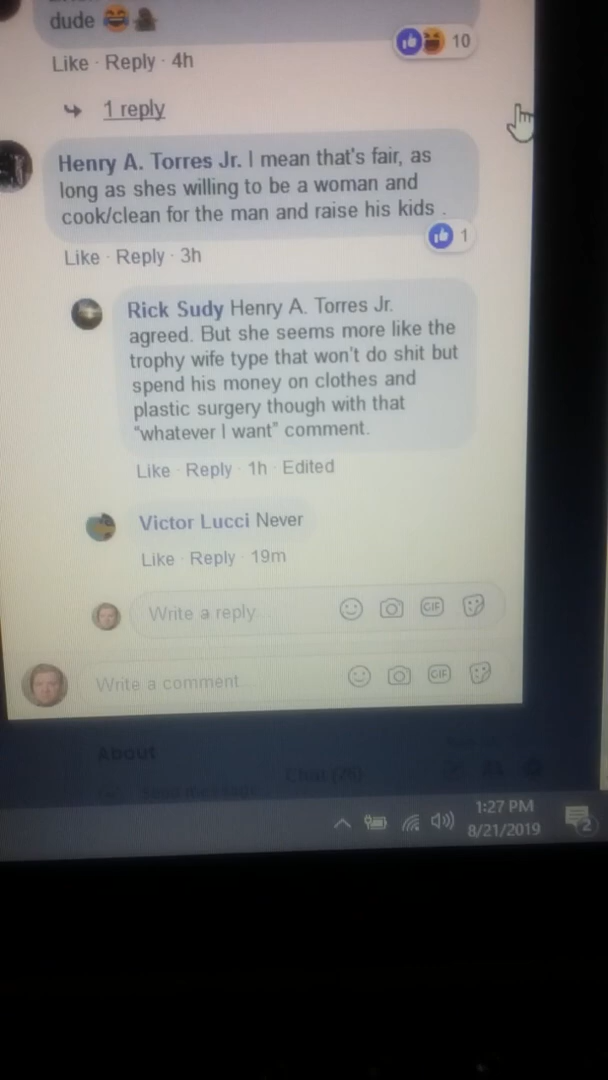 dude 😂
10
Like · Reply · 4h
1 reply
Henry A. Torres Jr. I mean that's fair, as
long as shes willing to be a woman and
cook/clean for the man and raise his kids .
1
Like · Reply · 3h
Rick Sudy Henry A. Torres Jr.
agreed. But she seems more like the
trophy wife type that won't do shit but
spend his money on clothes and
plastic surgery though with that
"whatever I want" comment.
Like · Reply · 1h · Edited
Victor Lucci Never
Like · Reply · 19m
Write a reply...
GIF
Write a comment...
GIF
About
Chat (76)
1:27 PM
8/21/2019
2